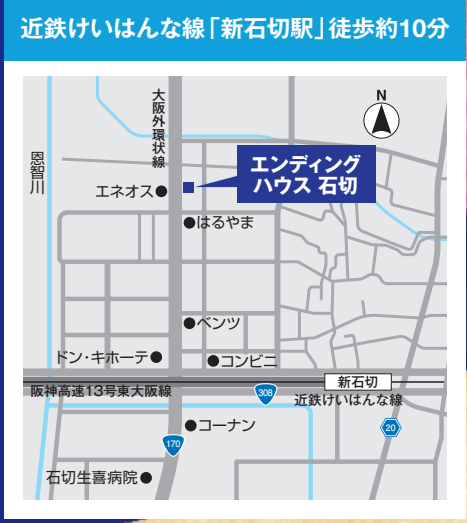 近鉄けいはんな線「新石切駅」徒歩約10分
N
大阪外環状線
恩智川
エンディング
ハウス 石切
エネオス
はるやま
ベンツ
ドン・キホーテ
コンビニ
新石切
阪神高速13号東大阪線
308
近鉄けいはんな線
コーナン
20
170
石切生喜病院